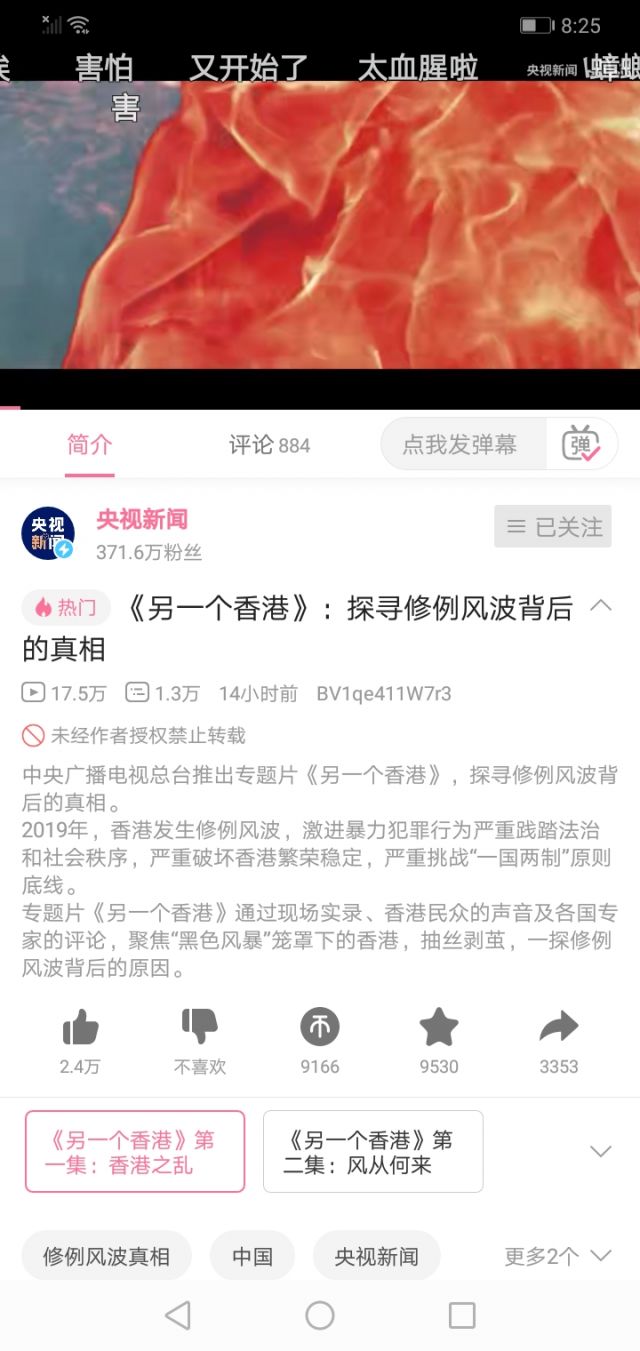 8:25
害怕 又开始了 太血腥啦 央视新闻
害
简介 评论 884 点我发弹幕 弹
央视新闻
央视新闻 371.6万粉丝 已关注
热门 《另一个香港》：探寻修例风波背后
的真相
17.5万 1.3万 14小时前 BV1qe411W7r3
未经作者授权禁止转载
中央广播电视总台推出专题片《另一个香港》，探寻修例风波背
后的真相。
2019年，香港发生修例风波，激进暴力犯罪行为严重践踏法治
和社会秩序，严重破坏香港繁荣稳定，严重挑战“一国两制”原则
底线。
专题片《另一个香港》通过现场实录、香港民众的声音及各国专
家的评论，聚焦“黑色风暴”笼罩下的香港，抽丝剥茧，一探修例
风波背后的原因。
2.4万 不喜欢 9166 9530 3353
《另一个香港》第
一集：香港之乱
《另一个香港》第
二集：风从何来
修例风波真相 中国 央视新闻 更多2个